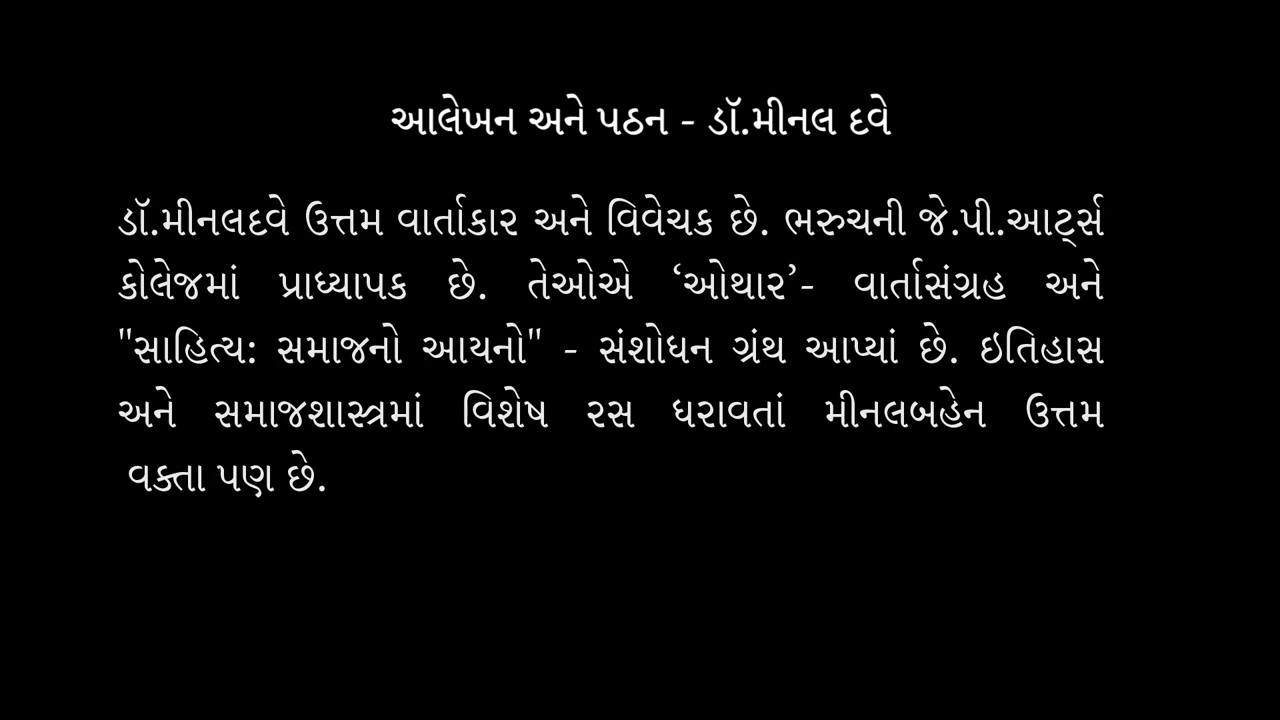 આલેખન અને પઠન - ડૉ.મીનલ દવે
ડૉ.મીનલદવે ઉત્તમ વાર્તાકાર અને વિવેચક છે. ભરુચની જે.પી.આર્ટ્સ
કોલેજમાં પ્રાધ્યાપક છે. તેઓએ ‘ઓથાર’- વાર્તાસંગ્રહ અને
"સાહિત્ય: સમાજનો આયનો" - સંશોધન ગ્રંથ આપ્યાં છે. ઇતિહાસ
અને સમાજશાસ્ત્રમાં વિશેષ રસ ધરાવતાં મીનલબહેન ઉત્તમ
વક્તા પણ છે.